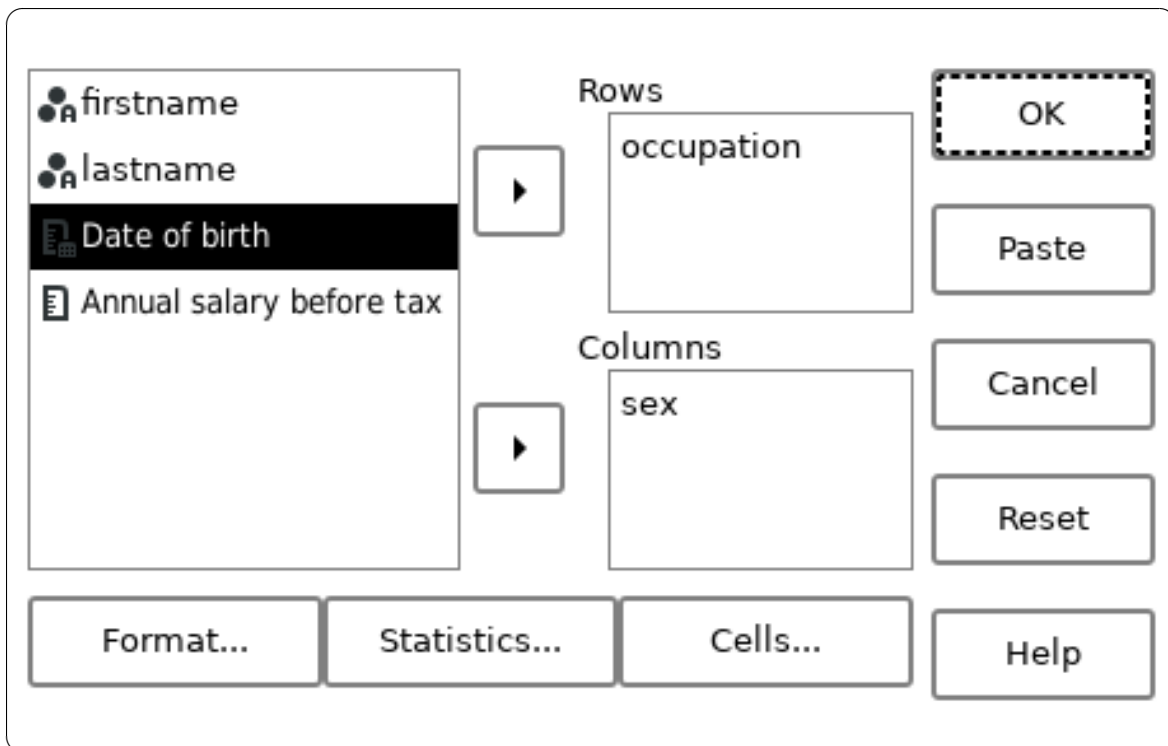 firstname
lastname
Date of birth
Annual salary before tax
Rows
occupation
Columns
sex
OK
Paste
Cancel
Reset
Help
Format...
Statistics...
Cells...